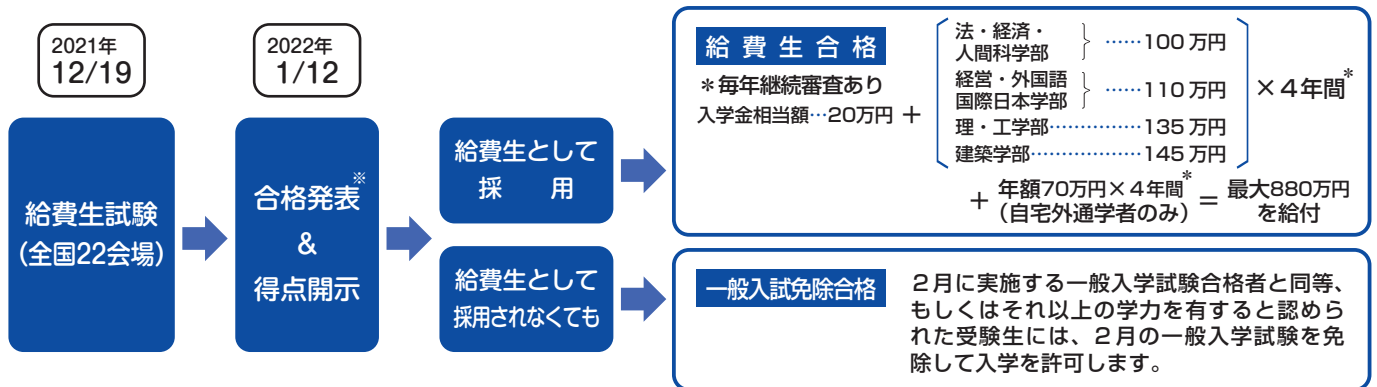 2021年
12/19
給費生試験
(全国22会場)
2022年
1/12
合格発表※
&
得点開示
給費生として
採 用
給費生として
採用されなくても
給費生合格
＊毎年継続審査あり
入学金相当額…20万円 ＋
法・経済・
人間科学部 ……100万円
経営・外国語
国際日本学部 ……110万円
理・工学部……………135万円
建築学部………………145万円
×４年間*
＋ 年額70万円×４年間* ＝ 最大880万円
(自宅外通学者のみ) を給付
一般入試免除合格
２月に実施する一般入学試験合格者と同等、
もしくはそれ以上の学力を有すると認めら
れた受験生には、２月の一般入学試験を免
除して入学を許可します。